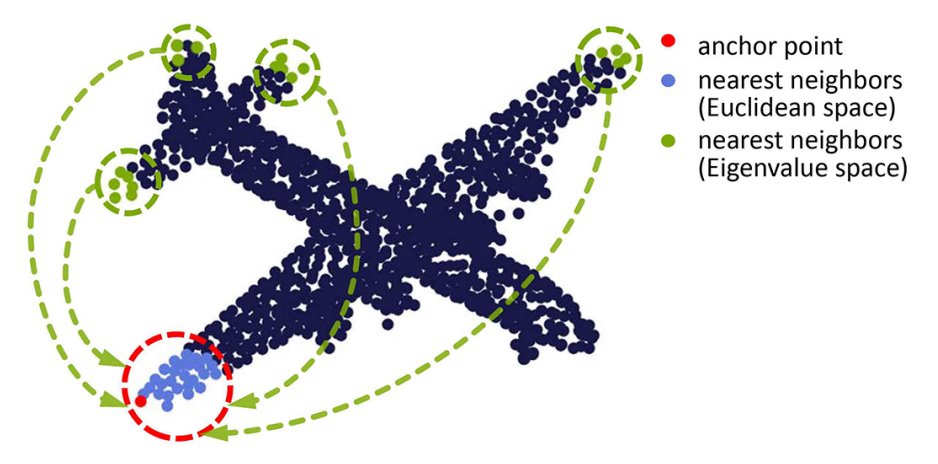 anchor point
nearest neighbors
(Euclidean space)
nearest neighbors
(Eigenvalue space)